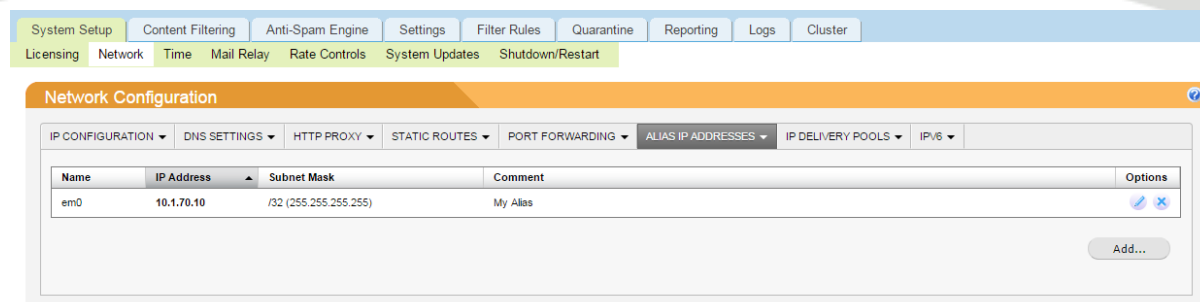 System Setup Content Filtering Anti-Spam Engine Settings Filter Rules Quarantine Reporting Logs Cluster
Licensing Network Time Mail Relay Rate Controls System Updates Shutdown/Restart
Network Configuration
IP CONFIGURATION DNS SETTINGS HTTP PROXY STATIC ROUTES PORT FORWARDING ALIAS IP ADDRESSES IP DELIVERY POOLS IPV6
Name IP Address Subnet Mask Comment Options
em0 10.1.70.10 /32 (255.255.255.255) My Alias
Add...